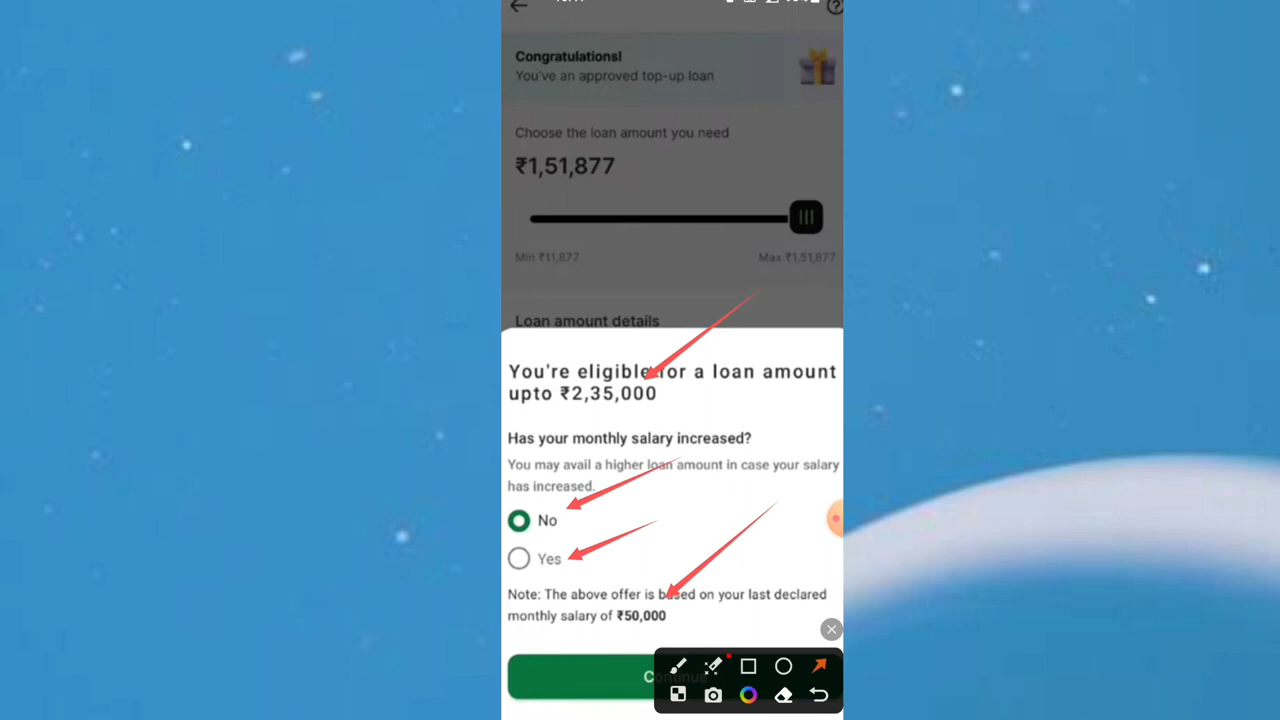 Congratulations!
You've an approved top-up loan
Choose the loan amount you need
₹1,51,877
Min ₹11,877
Max ₹1,51,877
Loan amount details
You're eligible for a loan amount
upto ₹2,35,000
Has your monthly salary increased?
You may avail a higher loan amount in case your salary
has increased.
No
Yes
Note: The above offer is based on your last declared
monthly salary of ₹50,000
Continue